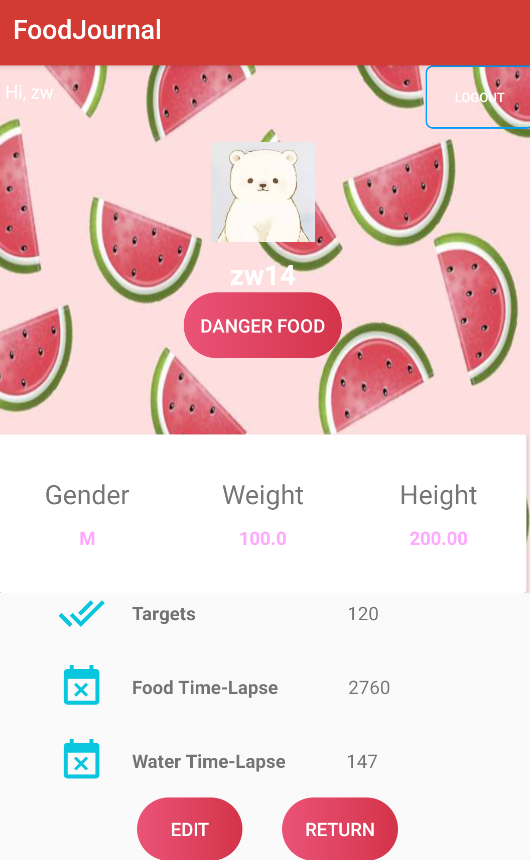 FoodJournal
Hi, zw
LOGOUT
zw14
DANGER FOOD
Gender Weight Height
M 100.0 200.00
Targets 120
Food Time-Lapse 2760
Water Time-Lapse 147
EDIT RETURN